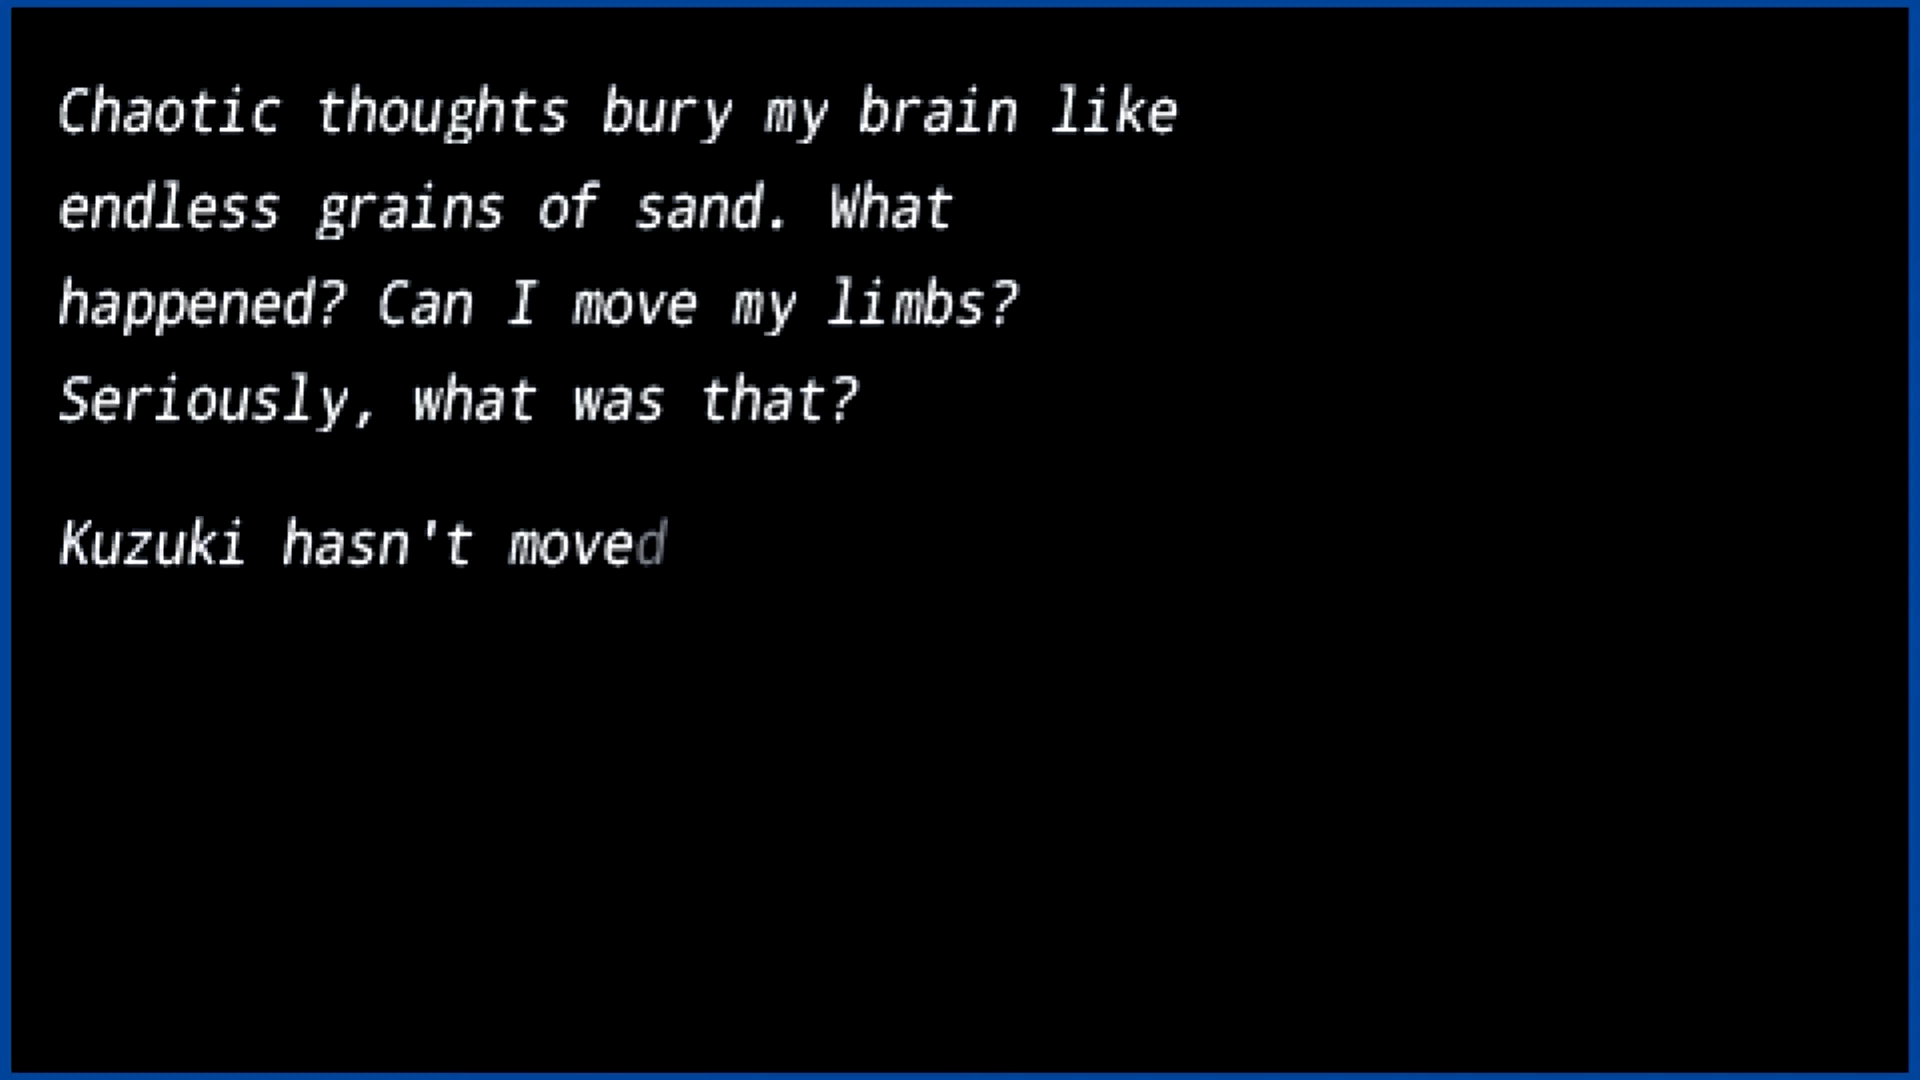 Chaotic thoughts bury my brain like
endless grains of sand. What
happened? Can I move my limbs?
Seriously, what was that?
Kuzuki hasn't moved